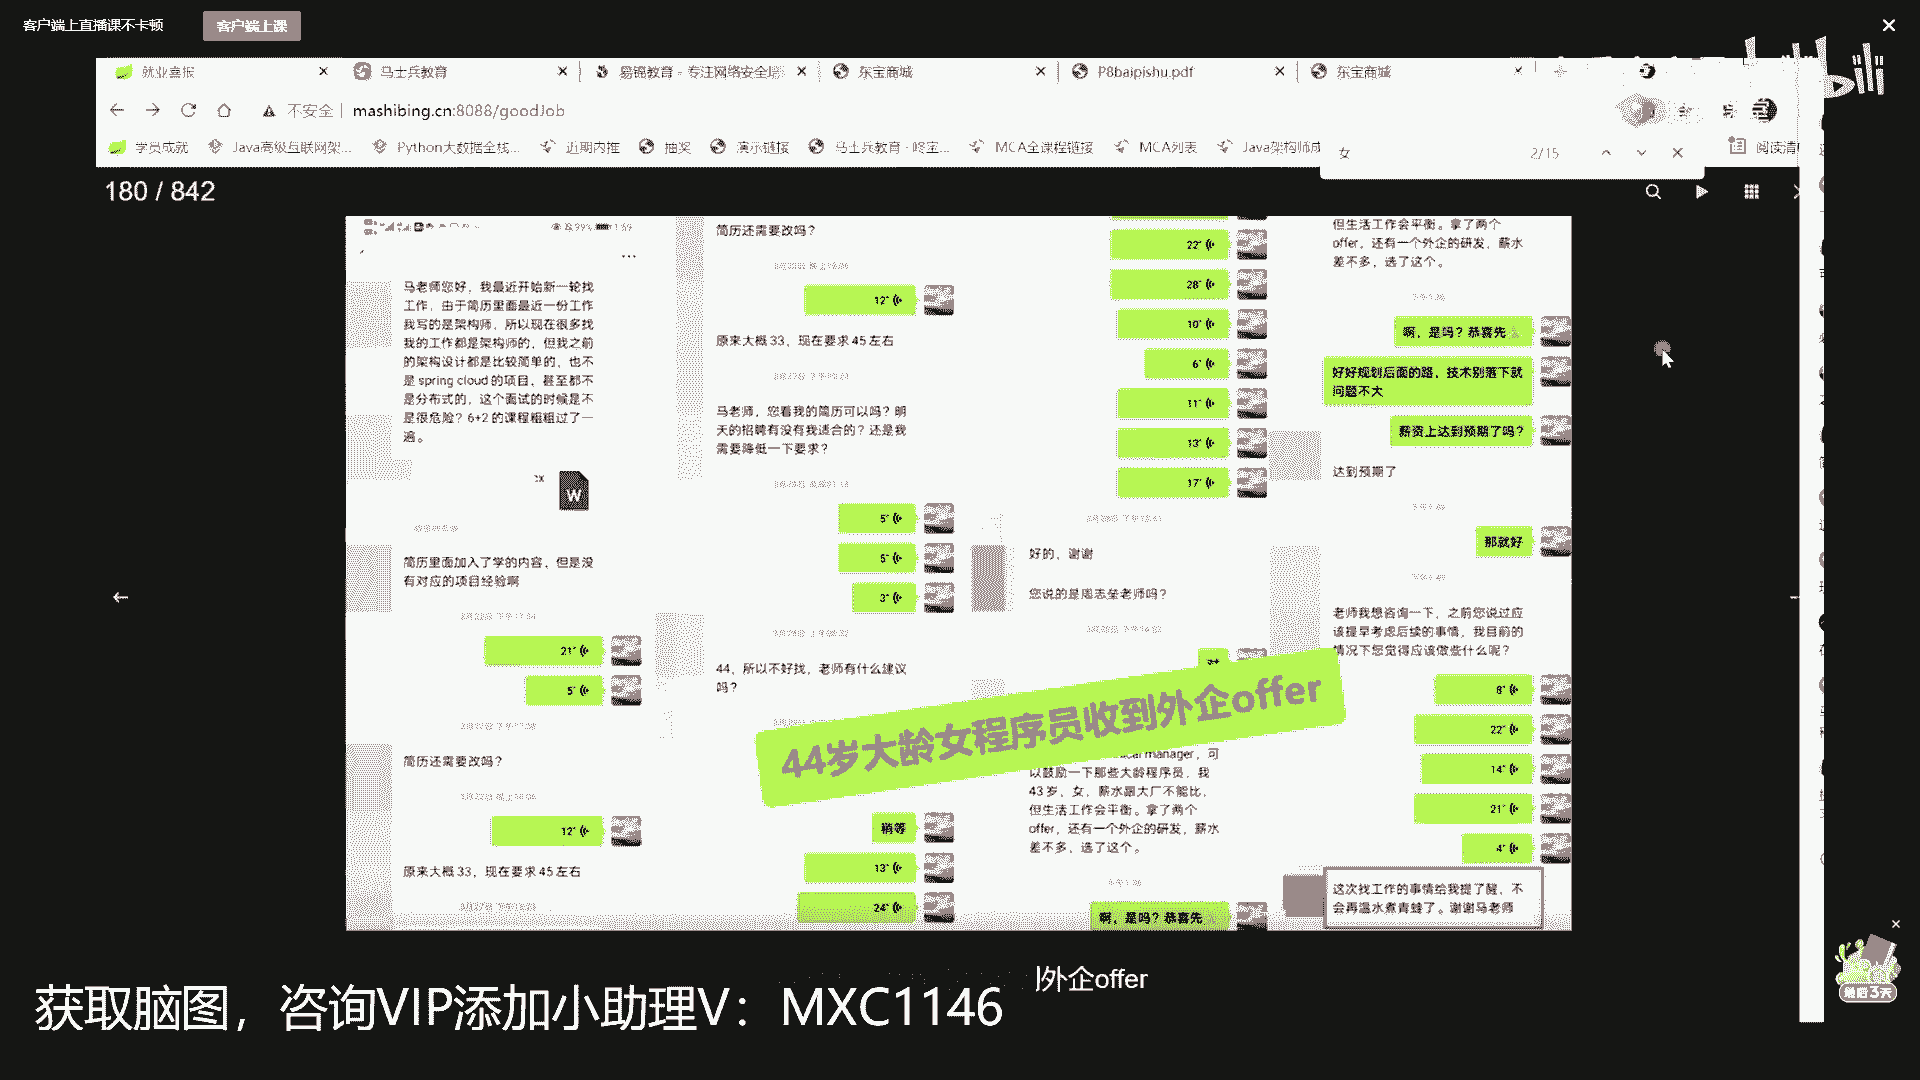 客户端上直播课不卡顿
客户端上课
就业喜报
马士兵教育
易锦教育 - 专注网络安全培
东宝商城
P8baipishu.pdf
东宝商城
不安全
mashibing.cn:8088/goodJob
学员成就
Java高级互联网架...
Python大数据全栈...
近期内推
抽奖
演示链接
马士兵教育 - 咚宝...
MCA全课程链接
MCA列表
Java架构师成
女
2/15
阅读清
180 / 842
马老师您好，我最近开始新一轮找
工作，由于简历里面最近一份工作
我写的是架构师，所以现在很多找
我的工作都是架构师的，但我之前
的架构设计都是比较简单的，也不
是 spring cloud 的项目，甚至都不
是分布式的，这个面试的时候是不
是很危险？6+2 的课程粗粗过了一
遍。
简历里面加入了学的内容，但是没
有对应的项目经验啊
21"
5"
简历还需要改吗？
12"
原来大概 33，现在要求 45 左右
简历还需要改吗？
12"
原来大概 33，现在要求 45 左右
马老师，您看我的简历可以吗？明
天的招聘有没有我适合的？还是我
需要降低一下要求？
5"
5"
3"
44，所以不好找，老师有什么建议
吗？
稍等
13"
24"
22"
28"
10"
6"
11"
13"
17"
好的，谢谢
您说的是周志垒老师吗？
对
44岁大龄女程序员收到外企offer
manager，可
以鼓励一下那些大龄程序员，我
43 岁，女，薪水跟大厂不能比，
但生活工作会平衡。拿了两个
offer，还有一个外企的研发，薪水
差不多，选了这个。
啊，是吗？恭喜先
但生活工作会平衡。拿了两个
offer，还有一个外企的研发，薪水
差不多，选了这个。
啊，是吗？恭喜先
好好规划后面的路，技术别落下就
问题不大
薪资上达到预期了吗？
达到预期了
那就好
老师我想咨询一下，之前您说过应
该提早考虑后续的事情，我目前的
情况下您觉得应该做些什么呢？
8"
22"
14"
21"
4"
这次找工作的事情给我提了醒，不
会再温水煮青蛙了。谢谢马老师
外企offer
获取脑图，咨询VIP添加小助理V：MXC1146
最后3天